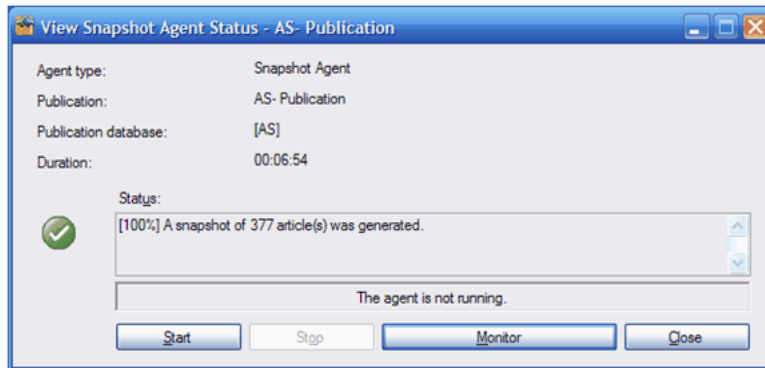 View Snapshot Agent Status - AS- Publication
Agent type: Snapshot Agent
Publication: AS- Publication
Publication database: [AS]
Duration: 00:06:54
Status:
[100%] A snapshot of 377 article(s) was generated.
The agent is not running.
Start Stop Monitor Close